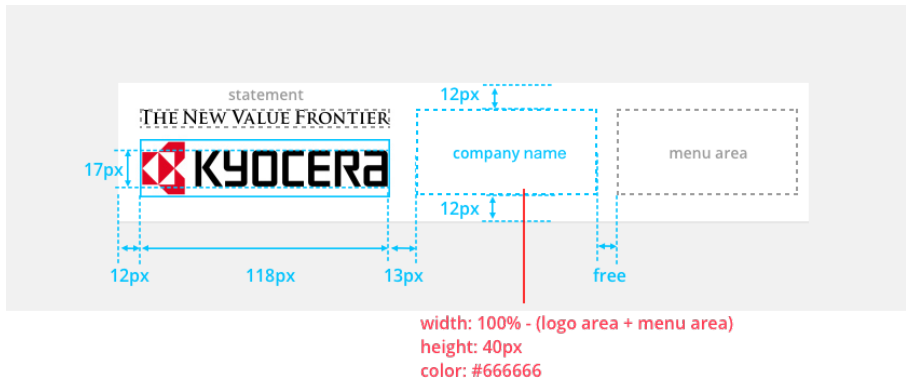 statement
THE NEW VALUE FRONTIER
KYOCERA
17px
12px
company name
12px
menu area
12px
118px
13px
free
width: 100% - (logo area + menu area)
height: 40px
color: #666666